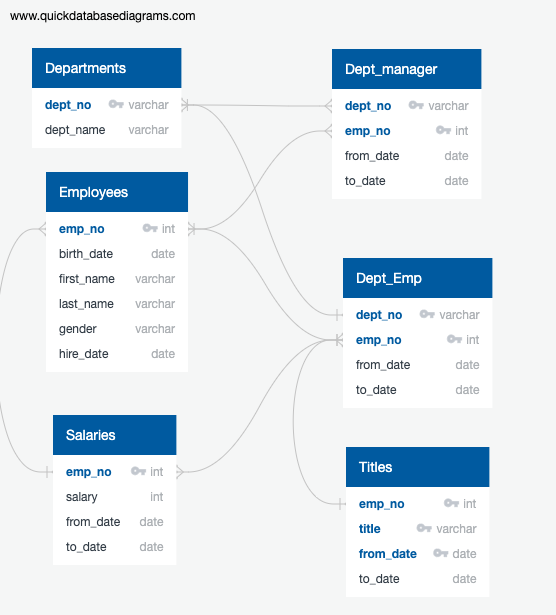 www.quickdatabasediagrams.com
Departments
dept_no varchar
dept_name varchar
Employees
emp_no int
birth_date date
first_name varchar
last_name varchar
gender varchar
hire_date date
Salaries
emp_no int
salary int
from_date date
to_date date
Dept_manager
dept_no varchar
emp_no int
from_date date
to_date date
Dept_Emp
dept_no varchar
emp_no int
from_date date
to_date date
Titles
emp_no int
title varchar
from_date date
to_date date